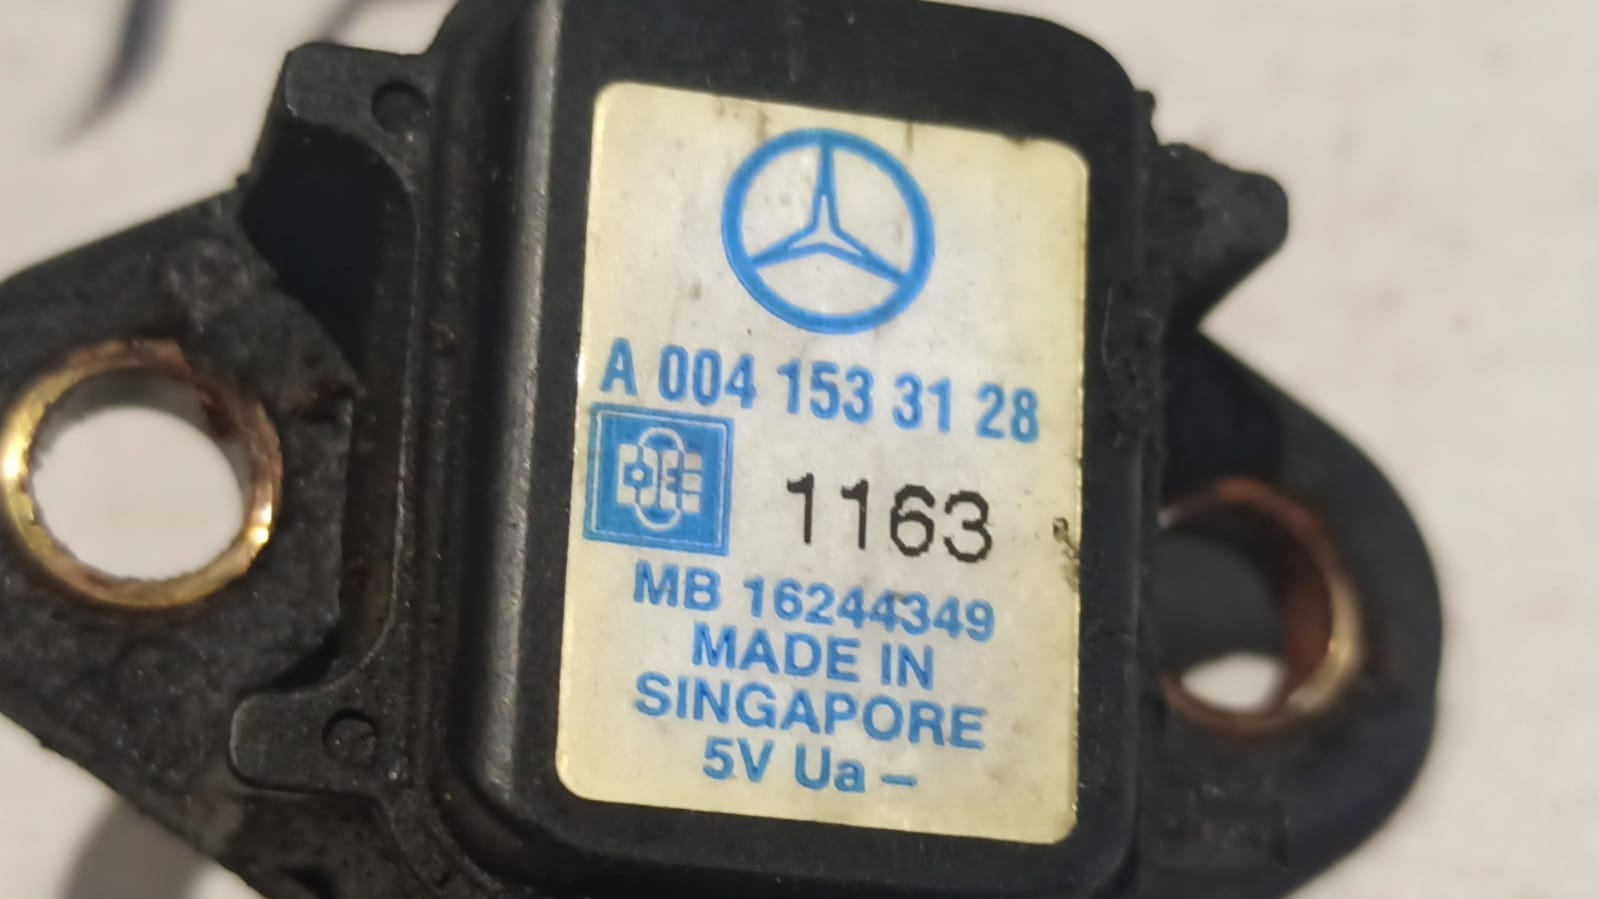 A 004 153 31 28
1163
MB 16244349
MADE IN
SINGAPORE
5V Ua –